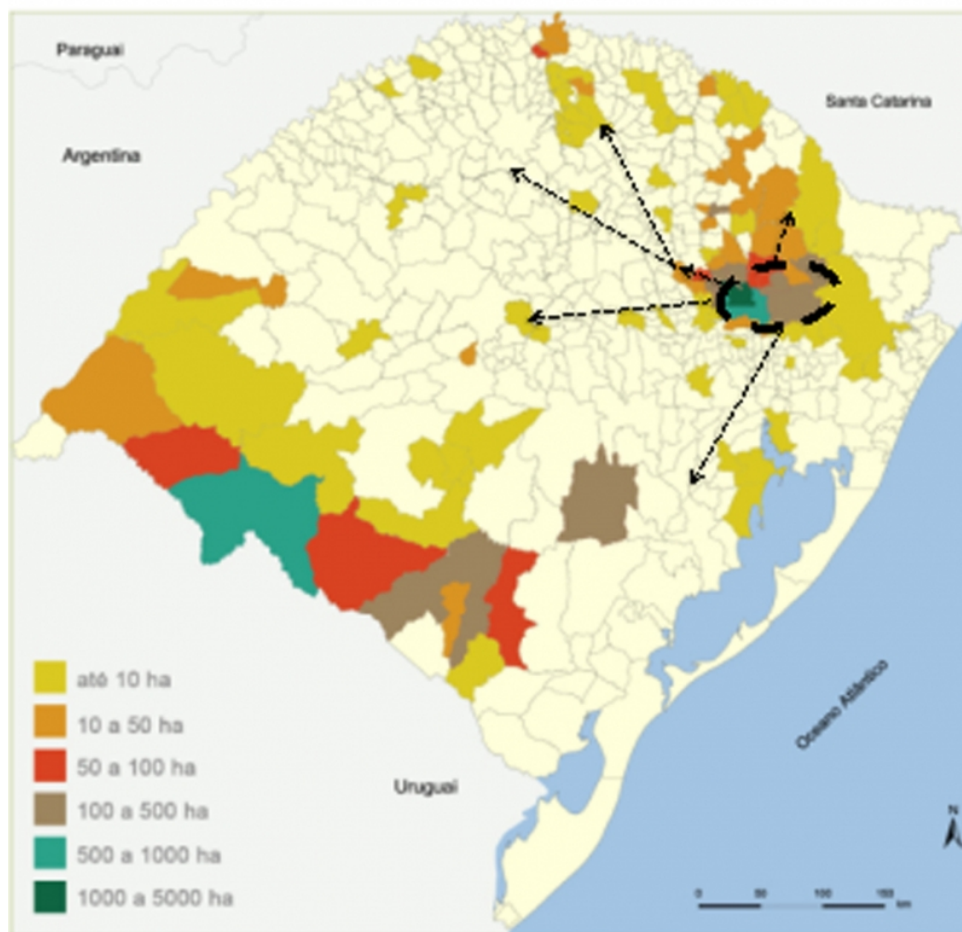 Paraguai
Santa Catarina
Argentina
até 10 ha
10 a 50 ha
50 a 100 ha
100 a 500 ha
500 a 1000 ha
1000 a 5000 ha
Uruguai
Oceano Atlântico
N
0 50 100 150
km